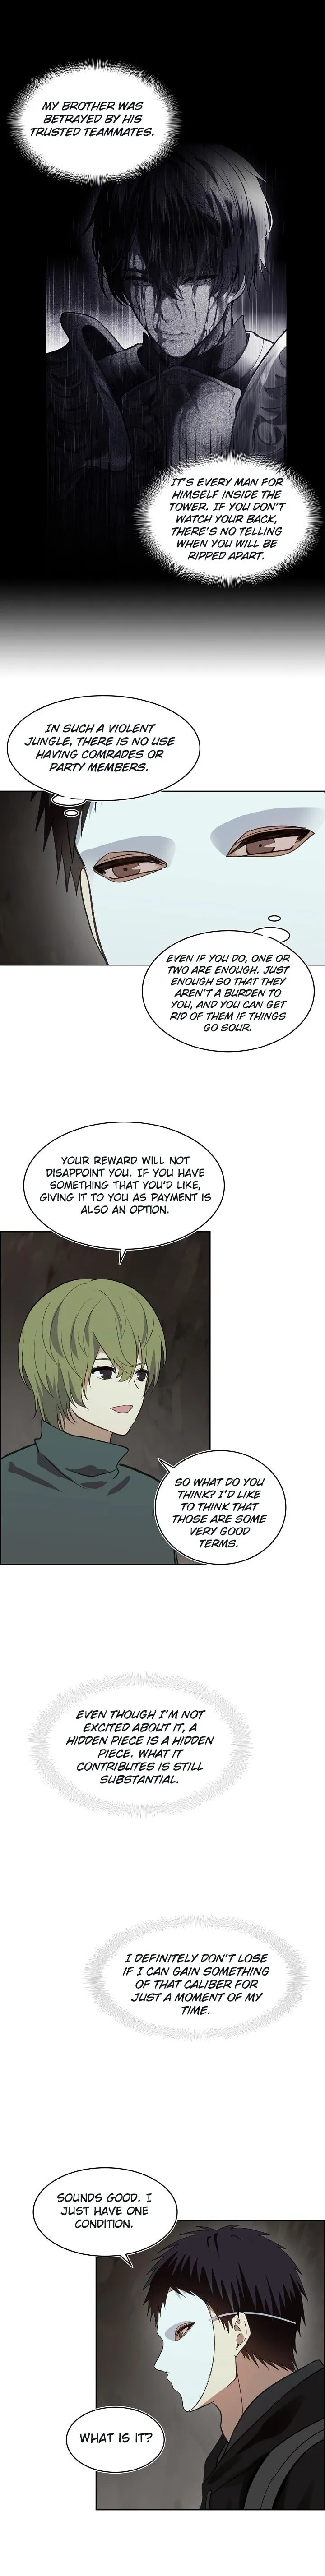 MY BROTHER WAS
BETRAYED BY HIS
TRUSTED TEAMMATES.
IT'S EVERY MAN FOR
HIMSELF INSIDE THE
TOWER. IF YOU DON'T
WATCH YOUR BACK,
THERE'S NO TELLING
WHEN YOU WILL BE
RIPPED APART.
IN SUCH A VIOLENT
JUNGLE, THERE IS NO USE
HAVING COMRADES OR
PARTY MEMBERS.
EVEN IF YOU DO, ONE OR
TWO ARE ENOUGH. JUST
ENOUGH SO THAT THEY
AREN'T A BURDEN TO
YOU, AND YOU CAN GET
RID OF THEM IF THINGS
GO SOUR.
YOUR REWARD WILL NOT
DISAPPOINT YOU. IF YOU HAVE
SOMETHING THAT YOU'D LIKE,
GIVING IT TO YOU AS PAYMENT IS
ALSO AN OPTION.
SO WHAT DO YOU
THINK? I'D LIKE
TO THINK THAT
THOSE ARE SOME
VERY GOOD
TERMS.
EVEN THOUGH I'M NOT
EXCITED ABOUT IT, A
HIDDEN PIECE IS A HIDDEN
PIECE. WHAT IT
CONTRIBUTES IS STILL
SUBSTANTIAL.
I DEFINITELY DON'T LOSE
IF I CAN GAIN SOMETHING
OF THAT CALIBER FOR
JUST A MOMENT OF MY
TIME.
SOUNDS GOOD. I
JUST HAVE ONE
CONDITION.
WHAT IS IT?